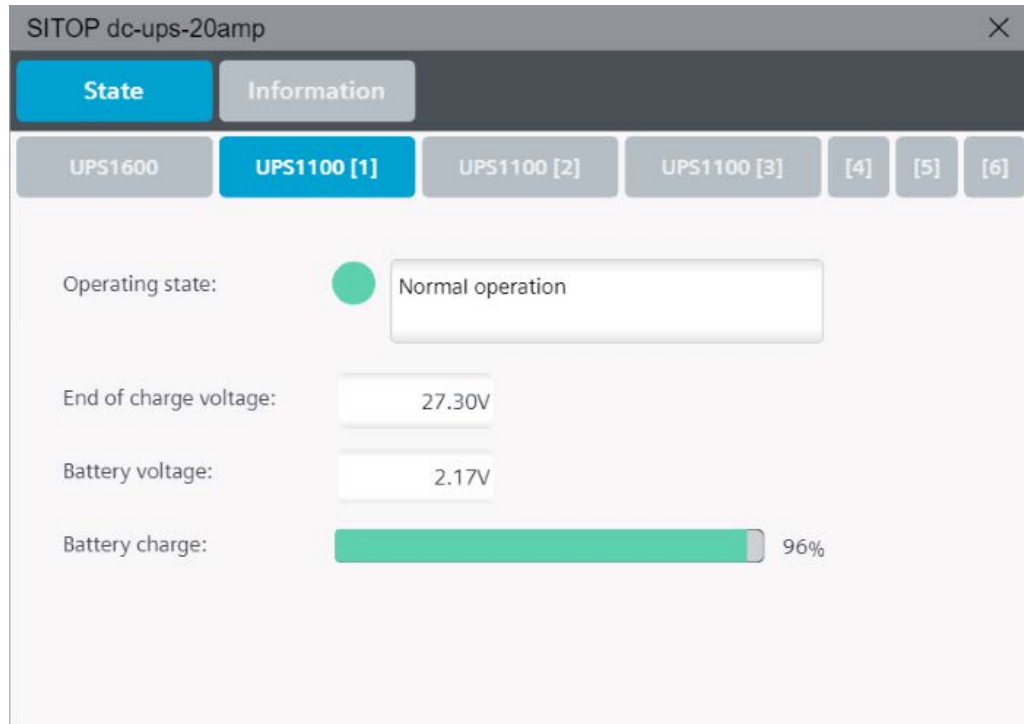 SITOP dc-ups-20amp
State Information
UPS1600 UPS1100 [1] UPS1100 [2] UPS1100 [3] [4] [5] [6]
Operating state: Normal operation
End of charge voltage: 27.30V
Battery voltage: 2.17V
Battery charge: 96%